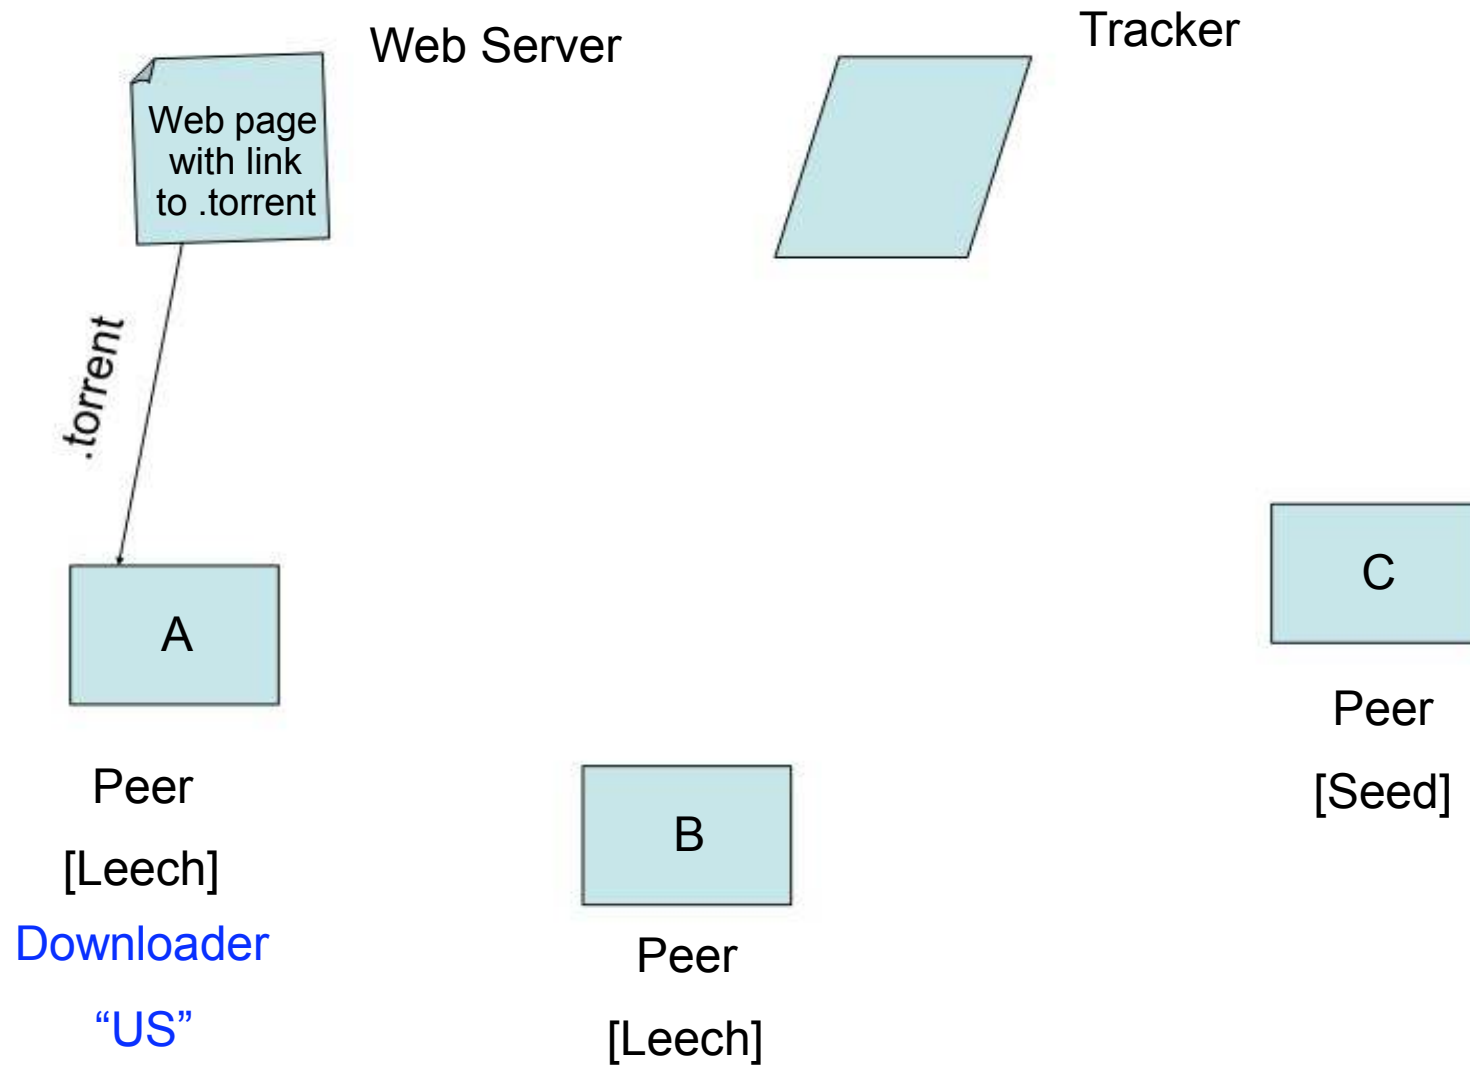 Web Server
Tracker
Web page
with link
to .torrent
.torrent
A
Peer
[Leech]
Downloader
“US”
B
Peer
[Leech]
C
Peer
[Seed]